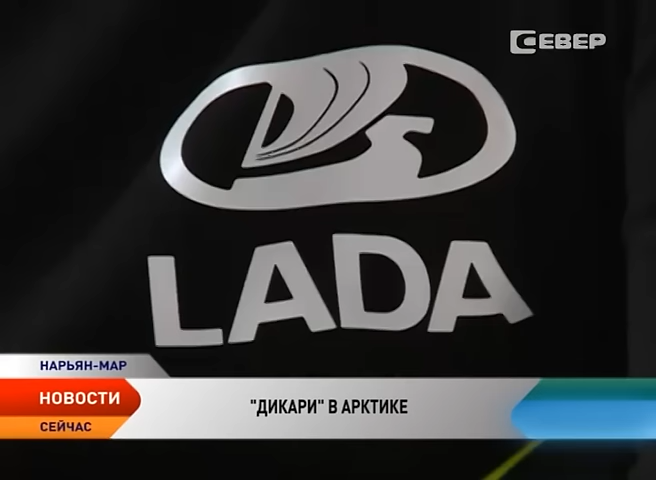 СЕВЕР
LADA
НАРЬЯН-МАР
НОВОСТИ
"ДИКАРИ" В АРКТИКЕ
СЕЙЧАС